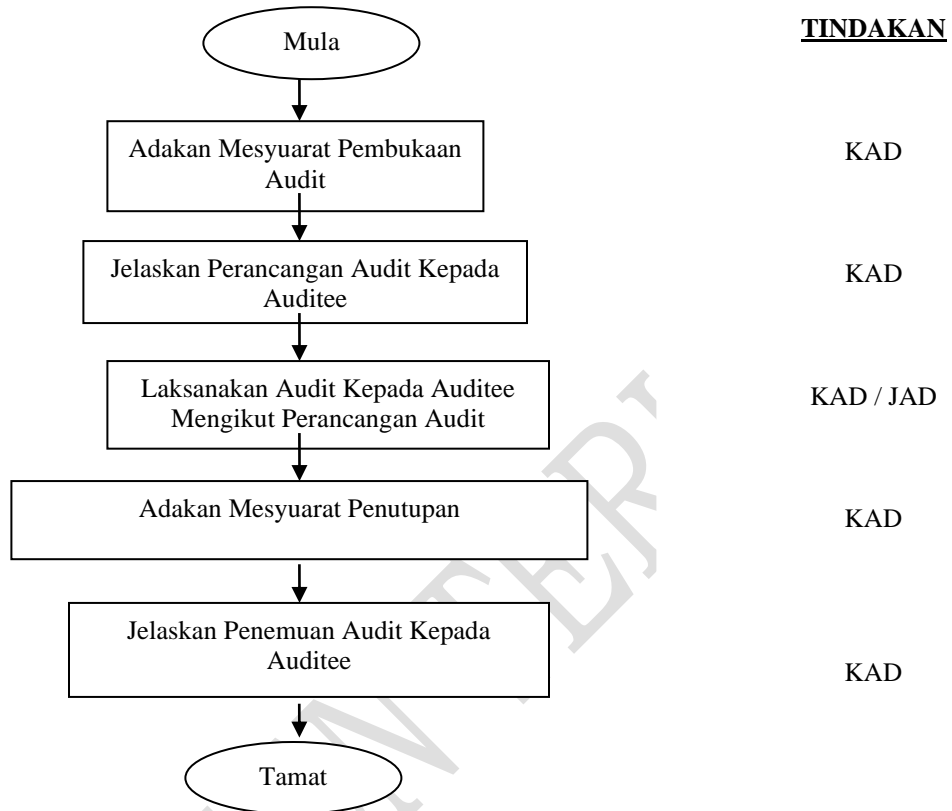 Mula
TINDAKAN
Adakan Mesyuarat Pembukaan
Audit
KAD
Jelaskan Perancangan Audit Kepada
Auditee
KAD
Laksanakan Audit Kepada Auditee
Mengikut Perancangan Audit
KAD / JAD
Adakan Mesyuarat Penutupan
KAD
Jelaskan Penemuan Audit Kepada
Auditee
KAD
Tamat